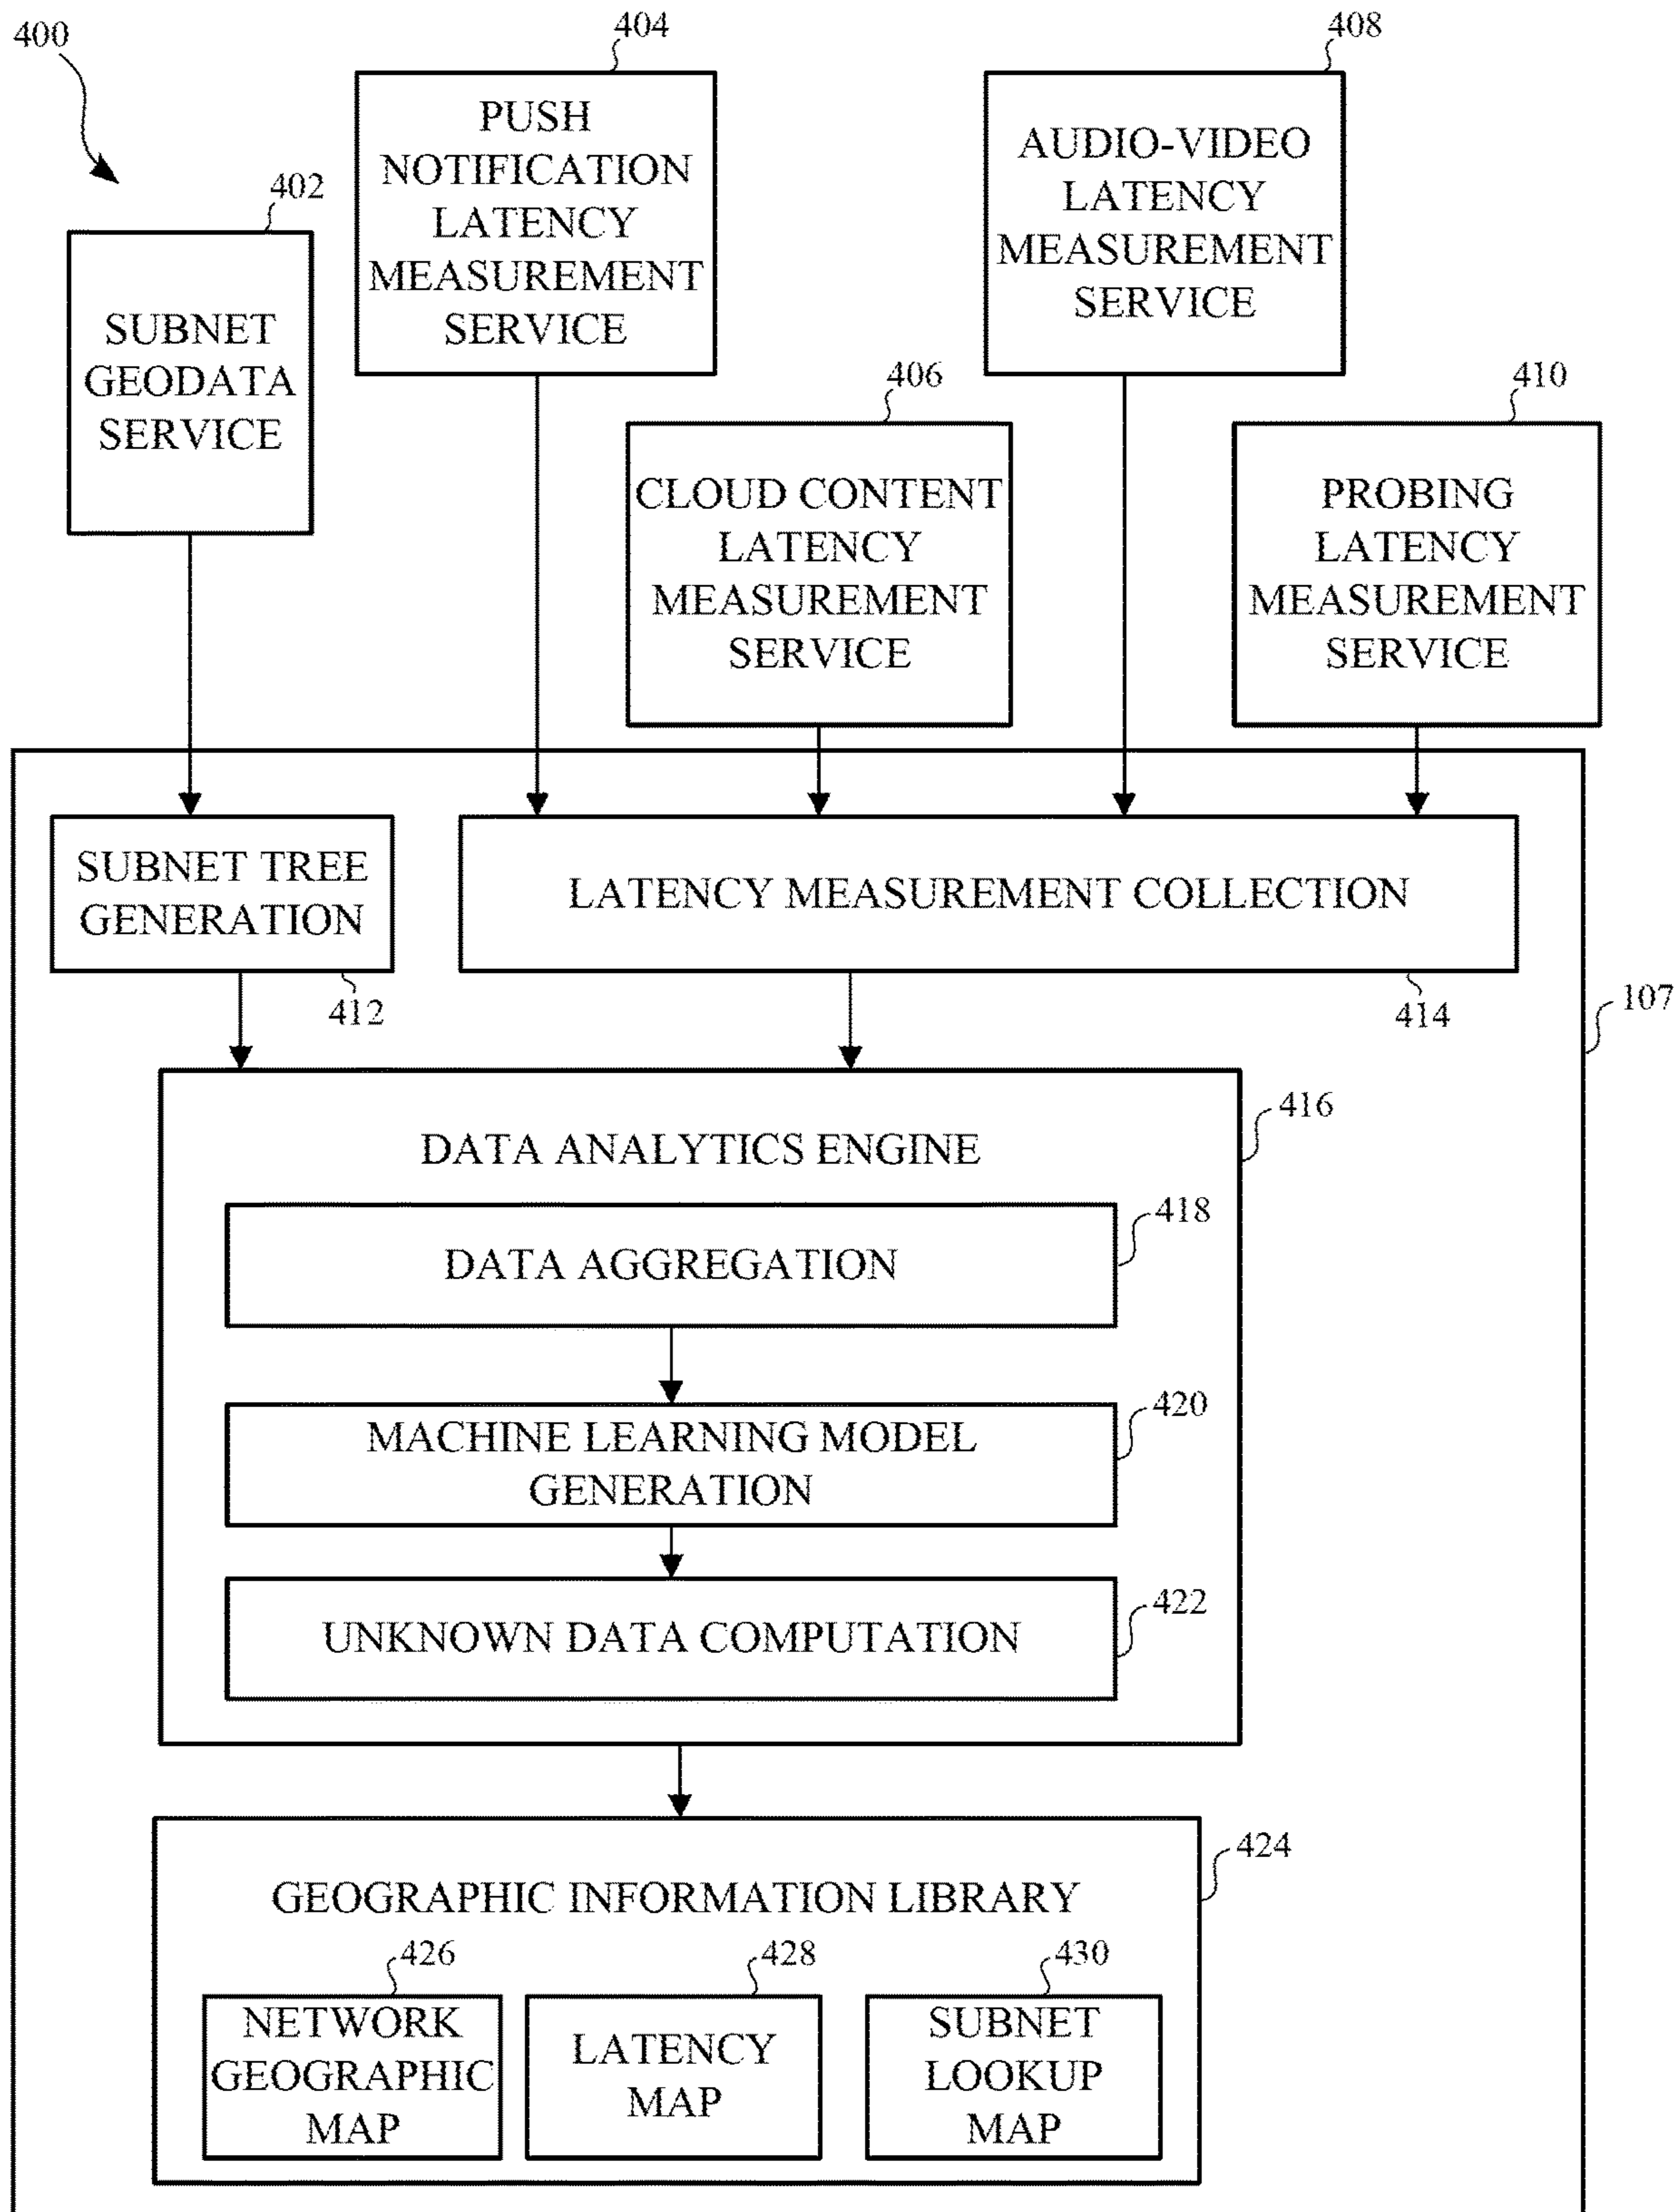 400
404
408
PUSH
NOTIFICATION
LATENCY
MEASUREMENT
SERVICE
AUDIO-VIDEO
LATENCY
MEASUREMENT
SERVICE
402
SUBNET
GEODATA
SERVICE
406
410
CLOUD CONTENT
LATENCY
MEASUREMENT
SERVICE
PROBING
LATENCY
MEASUREMENT
SERVICE
SUBNET TREE
GENERATION
LATENCY MEASUREMENT COLLECTION
412
414
107
416
DATA ANALYTICS ENGINE
418
DATA AGGREGATION
420
MACHINE LEARNING MODEL
GENERATION
422
UNKNOWN DATA COMPUTATION
424
GEOGRAPHIC INFORMATION LIBRARY
426
428
430
NETWORK
GEOGRAPHIC
MAP
LATENCY
MAP
SUBNET
LOOKUP
MAP